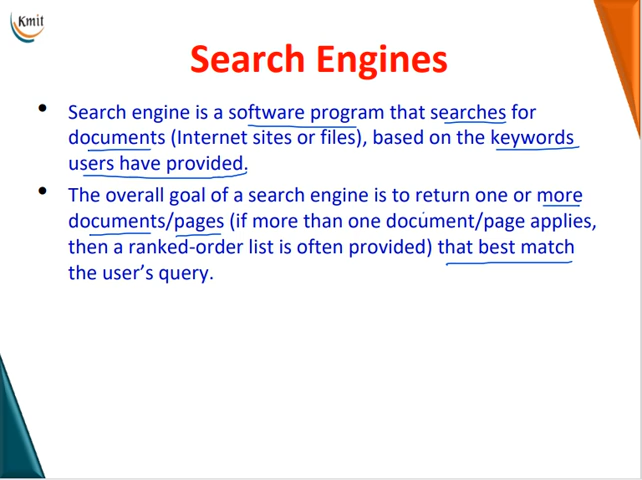 Kmit
Search Engines
• Search engine is a software program that searches for
documents (Internet sites or files), based on the keywords
users have provided.
• The overall goal of a search engine is to return one or more
documents/pages (if more than one document/page applies,
then a ranked-order list is often provided) that best match
the user’s query.